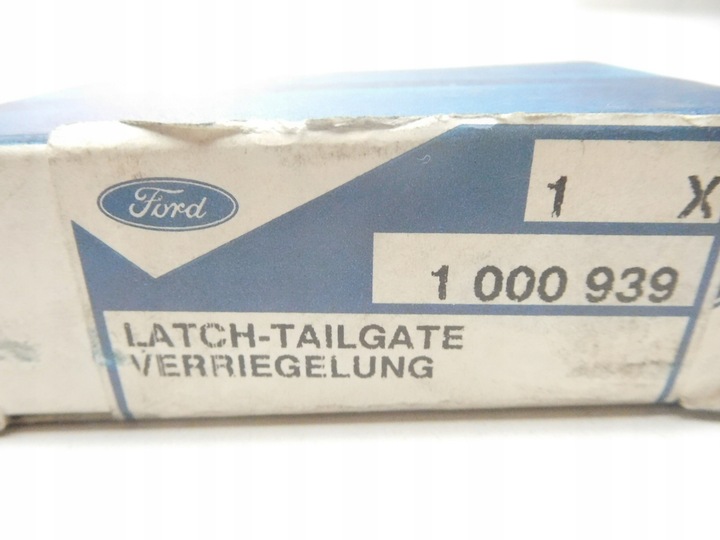 Ford
1 X
1 000 939
LATCH-TAILGATE
VERRIEGELUNG